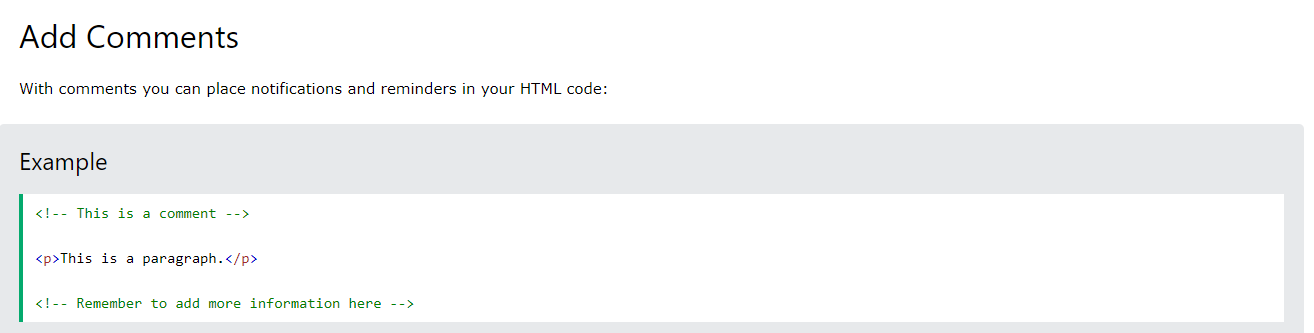 Add Comments
With comments you can place notifications and reminders in your HTML code:
Example
<!-- This is a comment -->
<p>This is a paragraph.</p>
<!-- Remember to add more information here -->